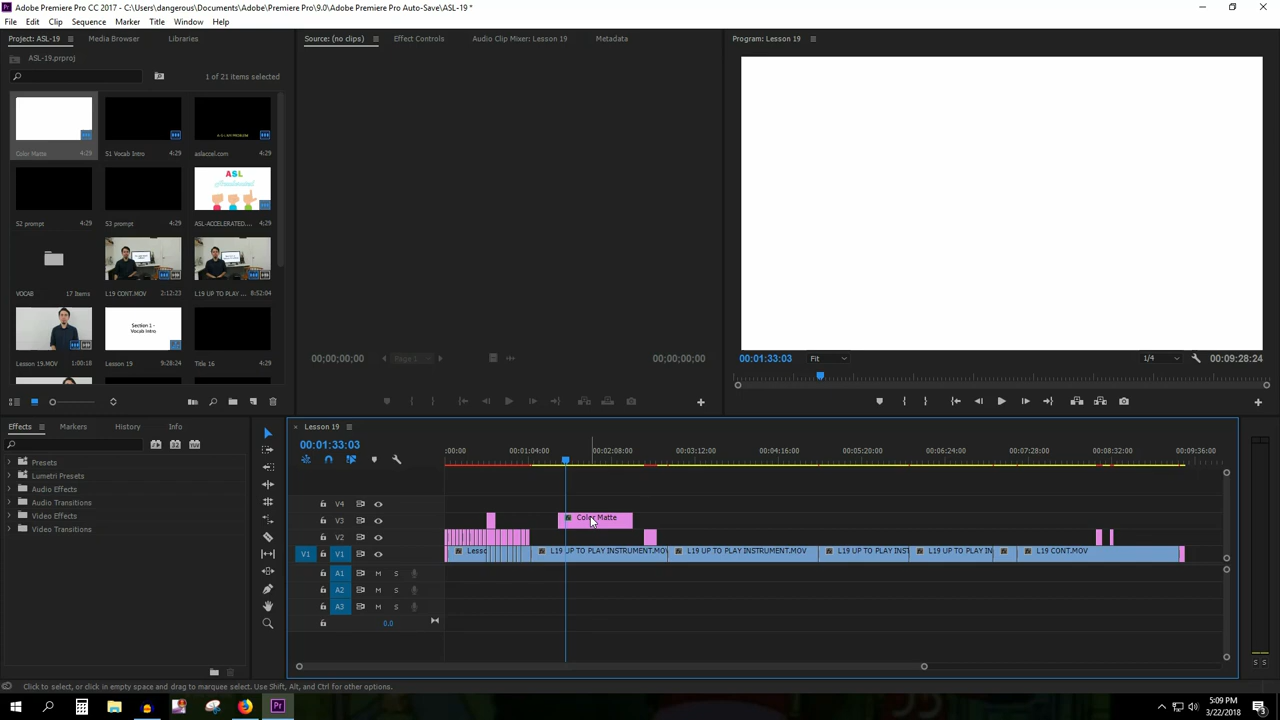 Adobe Premiere Pro CC 2017 - C:\Users\dangerous\Documents\Adobe\Premiere Pro\9.0\Adobe Premiere Pro Auto-Save\ASL-19 *
File Edit Clip Sequence Marker Title Window Help
Project: ASL-19 Media Browser Libraries
Source: (no clips) Effect Controls Audio Clip Mixer: Lesson 19 Metadata
Program: Lesson 19
ASL-19.prproj
1 of 21 items selected
Color Matte 4:29 S1 Vocab Intro 4:29 aslaccel.com 4:29
ASL
Accelerated
S2 prompt 4:29 S3 prompt 4:29 ASL-ACCELERATED.... 4:29
VOCAB 17 Items L19 CONT.MOV 2:12:23 L19 UP TO PLAY ... 8:52:04
Section 1 -
Vocab Intro
Lesson 19.MOV 1:00:18 Lesson 19 9:28:24 Title 16 4:29
00;00;00;00 Page 1 00;00;00;00
00:01:33:03 Fit 1/4 00:09:28:24
Effects Markers History Info
Presets
Lumetri Presets
Audio Effects
Audio Transitions
Video Effects
Video Transitions
× Lesson 19
00:01:33:03
:00:00 00:01:04:00 00:02:08:00 00:03:12:00 00:04:16:00 00:05:20:00 00:06:24:00 00:07:28:00 00:08:32:00 00:09:36:00
V4
V3 Color Matte
V2
V1 V1 Lesso L19 UP TO PLAY INSTRUMENT.MOV L19 UP TO PLAY INSTRUMENT.MOV L19 UP TO PLAY INST L19 UP TO PLAY IN L19 CONT.MOV
A1 M S
A2 M S
A3 M S
0.0
S S
Click to select, or click in empty space and drag to marquee select. Use Shift, Alt, and Ctrl for other options.
5:09 PM
3/22/2018